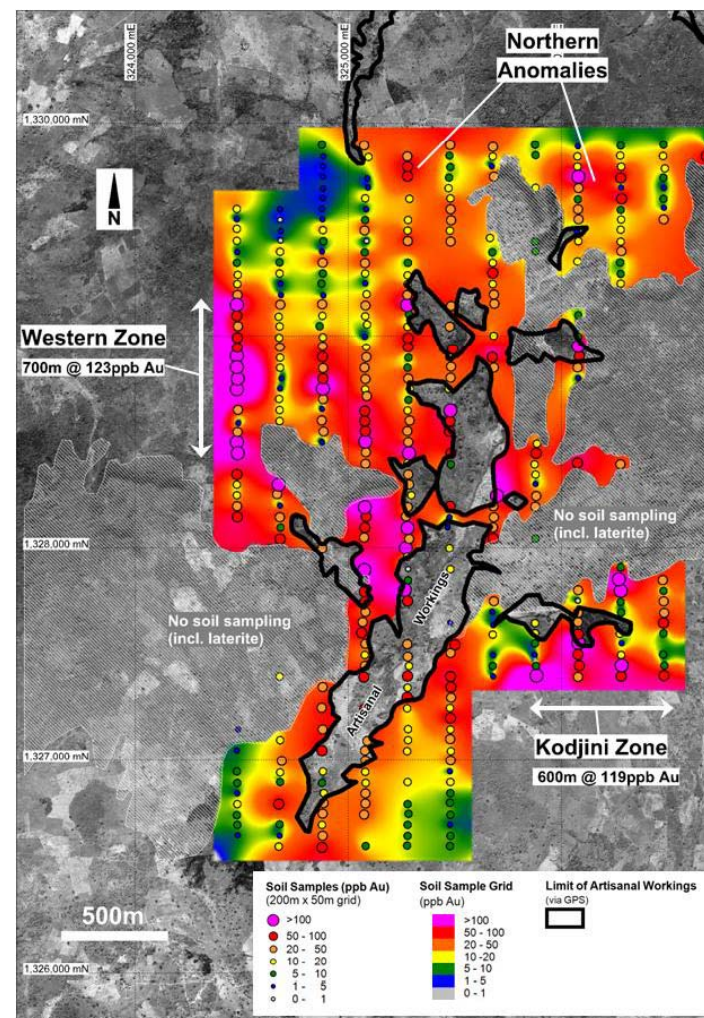 324,000 mE
325,000 mE
Northern
Anomalies
1,330,000 mN
N
Western Zone
700m @ 123ppb Au
1,328,000 mN
No soil sampling
(incl. laterite)
No soil sampling
(incl. laterite)
Artisanal Workings
1,327,000 mN
Kodjini Zone
600m @ 119ppb Au
500m
1,326,000 mN
Soil Samples (ppb Au)
(200m x 50m grid)
>100
50 - 100
20 - 50
10 - 20
5 - 10
1 - 5
0 - 1
Soil Sample Grid
(ppb Au)
>100
50 - 100
20 - 50
10 -20
5 - 10
1 - 5
0 - 1
Limit of Artisanal Workings
(via GPS)